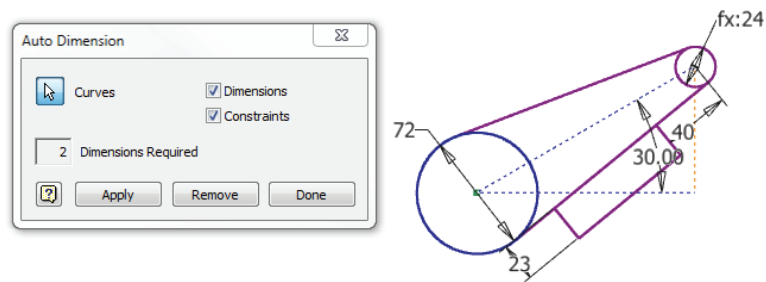 Auto Dimension
Curves
Dimensions
Constraints
2 Dimensions Required
Apply Remove Done
fx:24
72
40
30.00
23